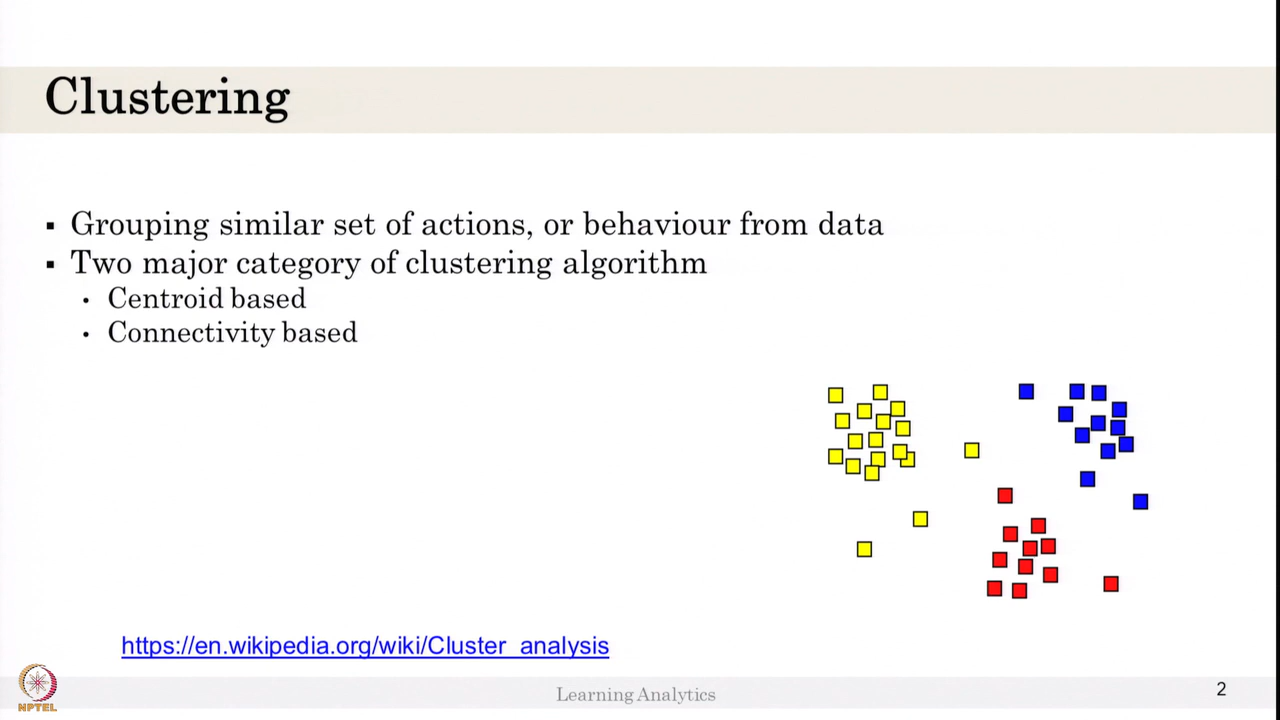 Clustering
▪ Grouping similar set of actions, or behaviour from data
▪ Two major category of clustering algorithm
• Centroid based
• Connectivity based
https://en.wikipedia.org/wiki/Cluster_analysis
NPTEL
Learning Analytics
2